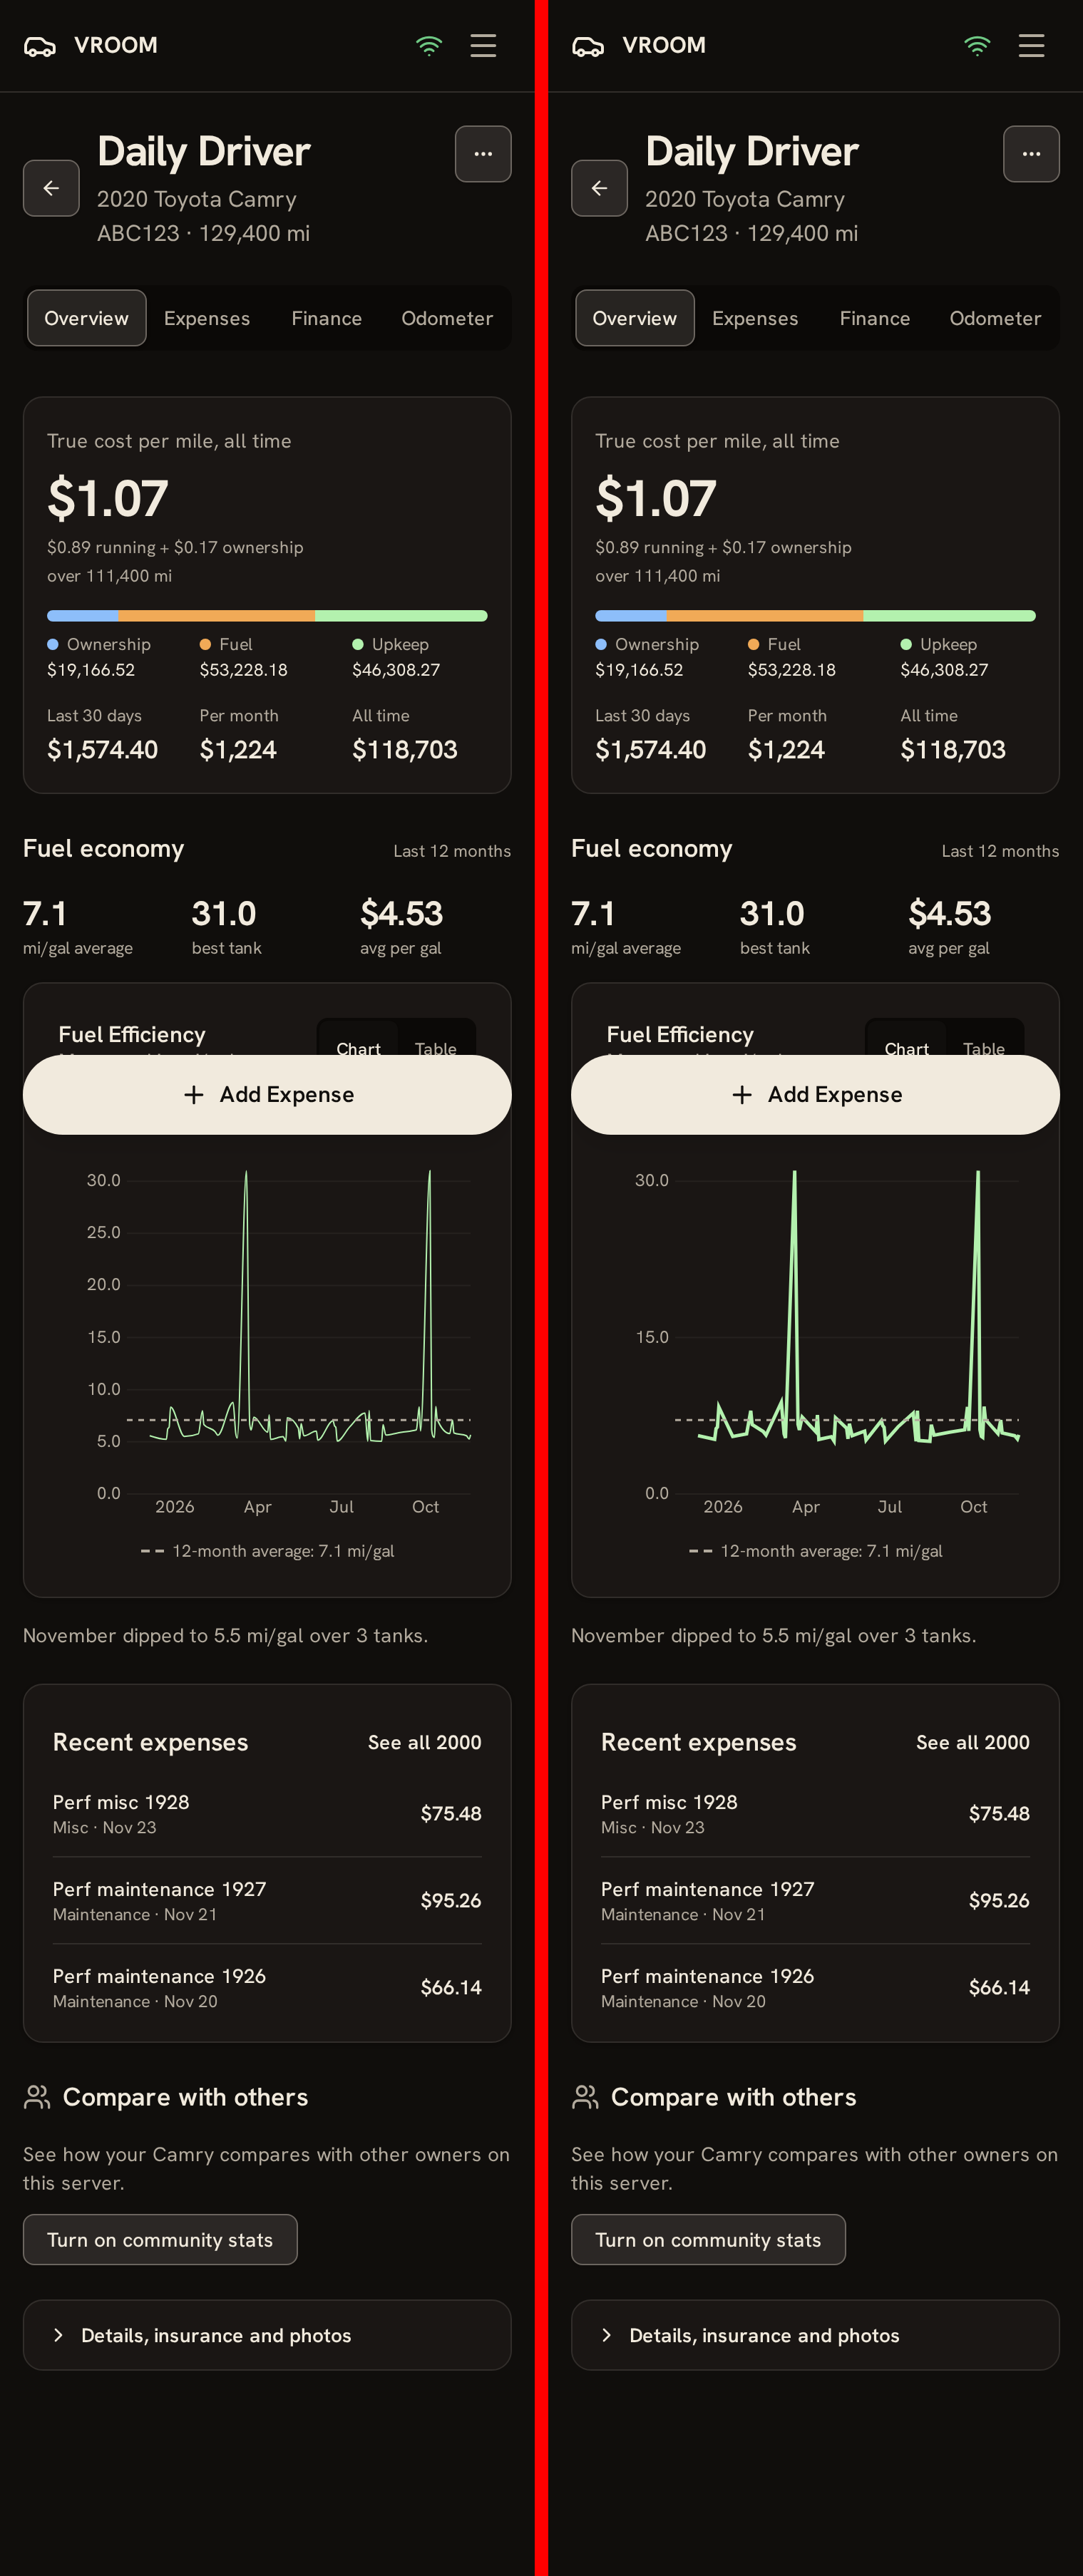 VROOM
Daily Driver
2020 Toyota Camry
ABC123 · 129,400 mi
Overview Expenses Finance Odometer
True cost per mile, all time
$1.07
$0.89 running + $0.17 ownership
over 111,400 mi
Ownership Fuel Upkeep
$19,166.52 $53,228.18 $46,308.27
Last 30 days Per month All time
$1,574.40 $1,224 $118,703
Fuel economy Last 12 months
7.1 31.0 $4.53
mi/gal average best tank avg per gal
Fuel Efficiency
Chart Table
+ Add Expense
30.0
25.0
20.0
15.0
10.0
5.0
0.0
2026 Apr Jul Oct
12-month average: 7.1 mi/gal
November dipped to 5.5 mi/gal over 3 tanks.
Recent expenses See all 2000
Perf misc 1928
Misc · Nov 23
$75.48
Perf maintenance 1927
Maintenance · Nov 21
$95.26
Perf maintenance 1926
Maintenance · Nov 20
$66.14
Compare with others
See how your Camry compares with other owners on
this server.
Turn on community stats
Details, insurance and photos
VROOM
Daily Driver
2020 Toyota Camry
ABC123 · 129,400 mi
Overview Expenses Finance Odometer
True cost per mile, all time
$1.07
$0.89 running + $0.17 ownership
over 111,400 mi
Ownership Fuel Upkeep
$19,166.52 $53,228.18 $46,308.27
Last 30 days Per month All time
$1,574.40 $1,224 $118,703
Fuel economy Last 12 months
7.1 31.0 $4.53
mi/gal average best tank avg per gal
Fuel Efficiency
Chart Table
+ Add Expense
30.0
15.0
0.0
2026 Apr Jul Oct
12-month average: 7.1 mi/gal
November dipped to 5.5 mi/gal over 3 tanks.
Recent expenses See all 2000
Perf misc 1928
Misc · Nov 23
$75.48
Perf maintenance 1927
Maintenance · Nov 21
$95.26
Perf maintenance 1926
Maintenance · Nov 20
$66.14
Compare with others
See how your Camry compares with other owners on
this server.
Turn on community stats
Details, insurance and photos